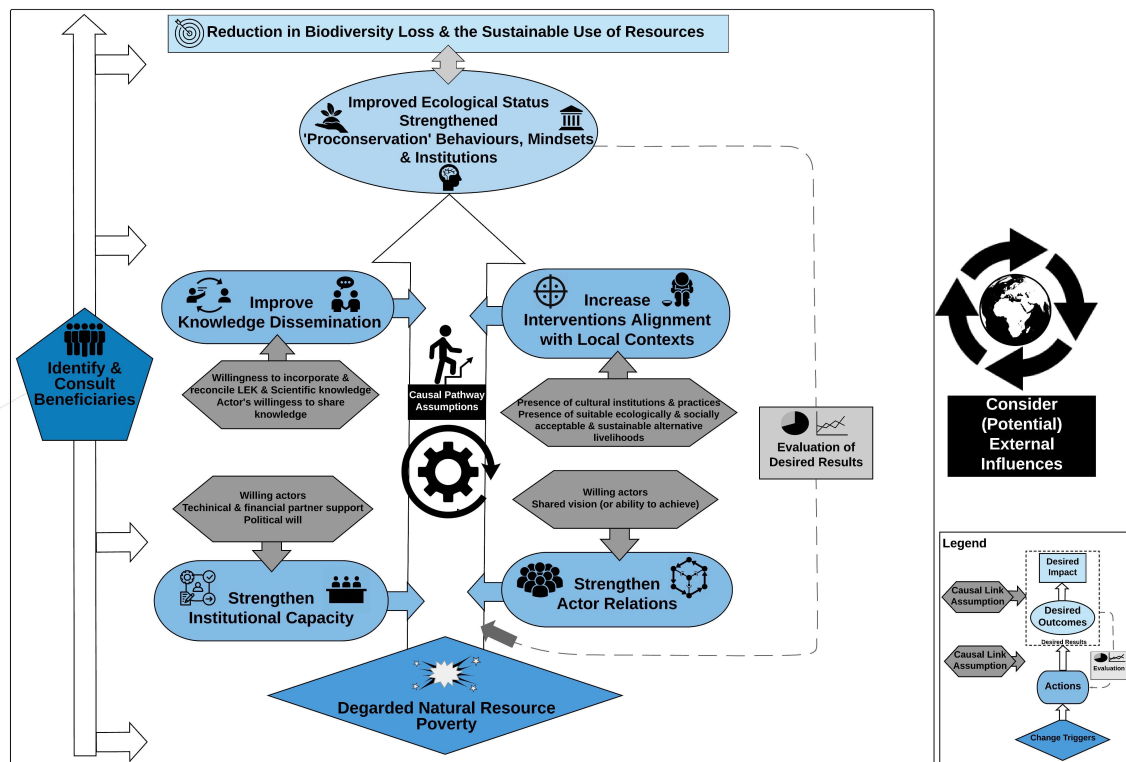 Reduction in Biodiversity Loss & the Sustainable Use of Resources
Improved Ecological Status
Strengthened
'Proconservation' Behaviours, Mindsets
& Institutions
Improve
Knowledge Dissemination
Increase
Interventions Alignment
with Local Contexts
Identify &
Consult
Beneficiaries
Willingness to incorporate &
reconcile LEK & Scientific knowledge
Actor's willingness to share
knowledge
Causal Pathway
Assumptions
Presence of cultural institutions & practices
Presence of suitable ecologically & socially
acceptable & sustainable alternative
livelihoods
Evaluation of
Desired Results
Consider
(Potential)
External
Influences
Willing actors
Techinical & financial partner support
Political will
Willing actors
Shared vision (or ability to achieve)
Strengthen
Institutional Capacity
Strengthen
Actor Relations
Degarded Natural Resource
Poverty
Legend
Desired
Impact
Causal Link
Assumption
Desired
Outcomes
Desired Results
Causal Link
Assumption
Evaluation
Actions
Change Triggers